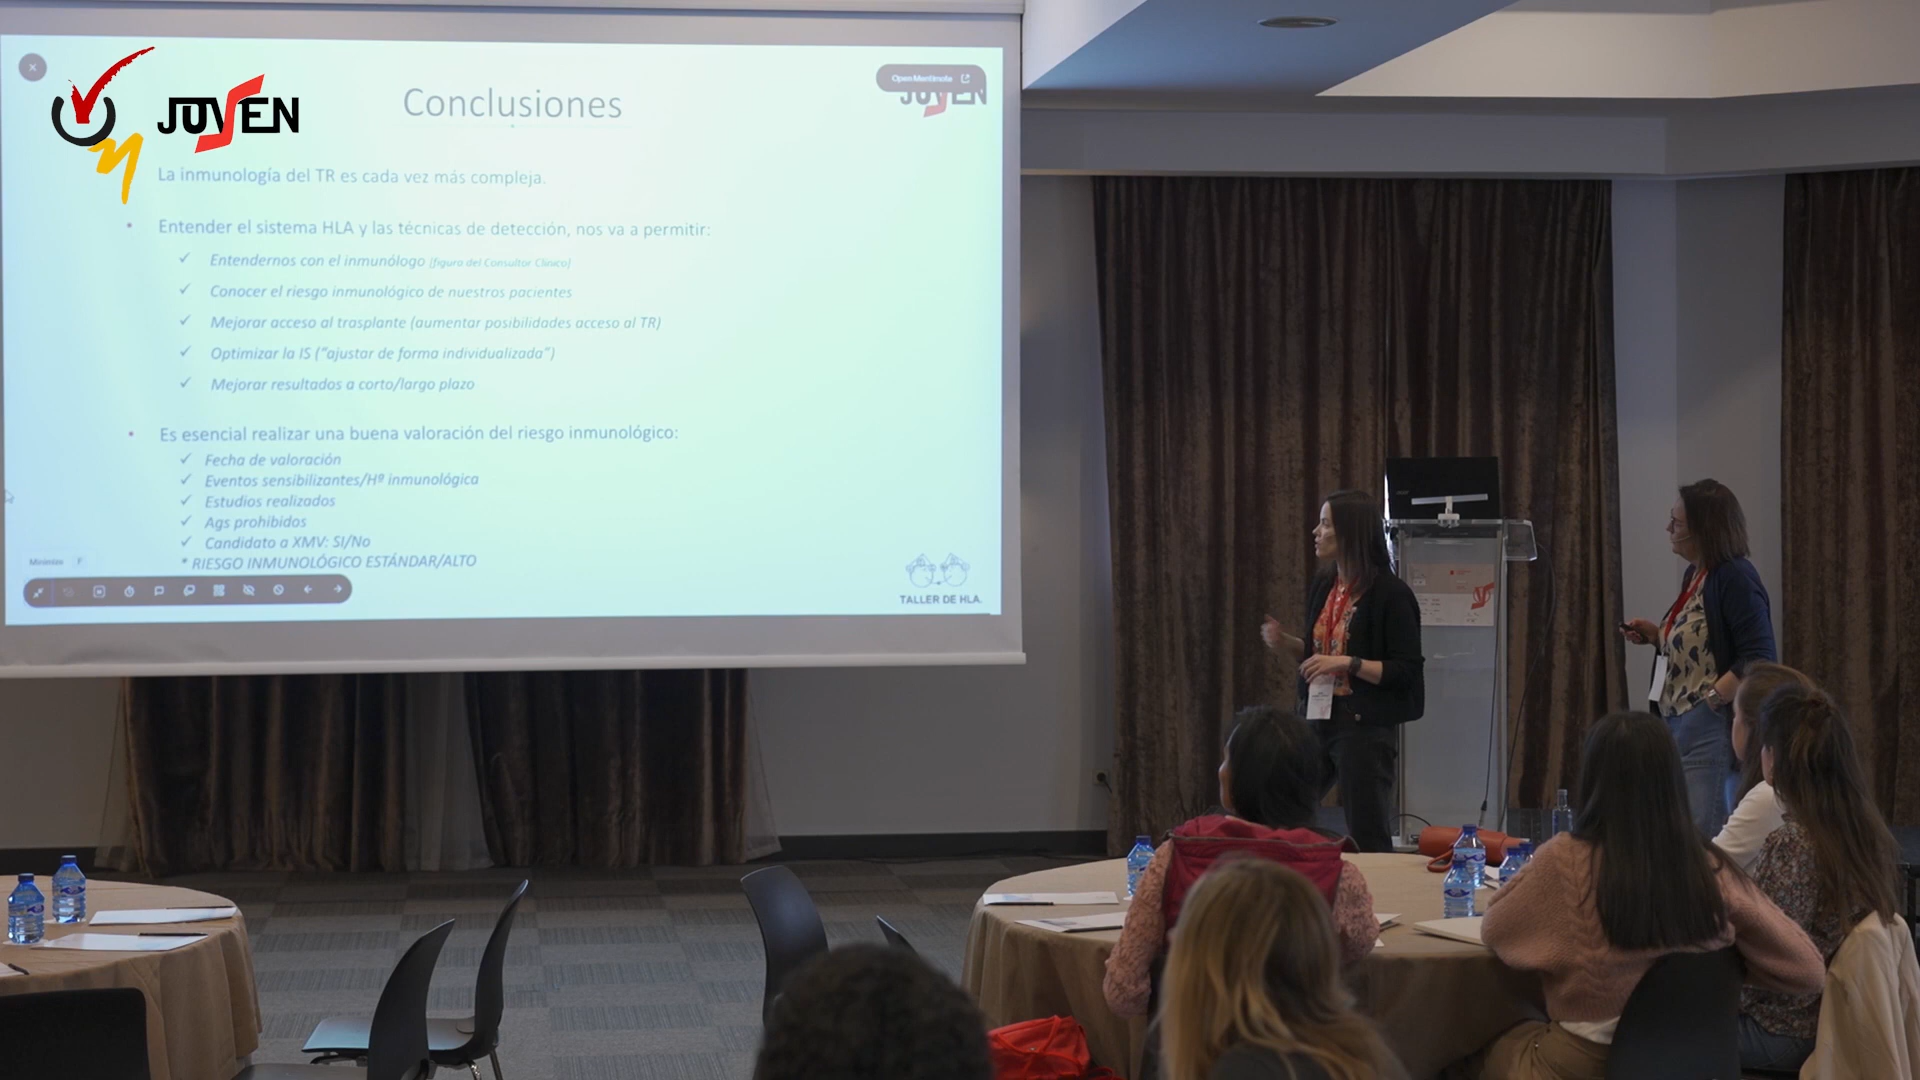 JOVEN
Open Mentimeter
JOVEN
Conclusiones
La inmunología del TR es cada vez más compleja.
• Entender el sistema HLA y las técnicas de detección, nos va a permitir:
✓ Entendernos con el inmunólogo (figura del Consultor Clínico)
✓ Conocer el riesgo inmunológico de nuestros pacientes
✓ Mejorar acceso al trasplante (aumentar posibilidades acceso al TR)
✓ Optimizar la IS ("ajustar de forma individualizada")
✓ Mejorar resultados a corto/largo plazo
• Es esencial realizar una buena valoración del riesgo inmunológico:
✓ Fecha de valoración
✓ Eventos sensibilizantes/Hª inmunológica
✓ Estudios realizados
✓ Ags prohibidos
✓ Candidato a XMV: SI/No
* RIESGO INMUNOLÓGICO ESTÁNDAR/ALTO
TALLER DE HLA.